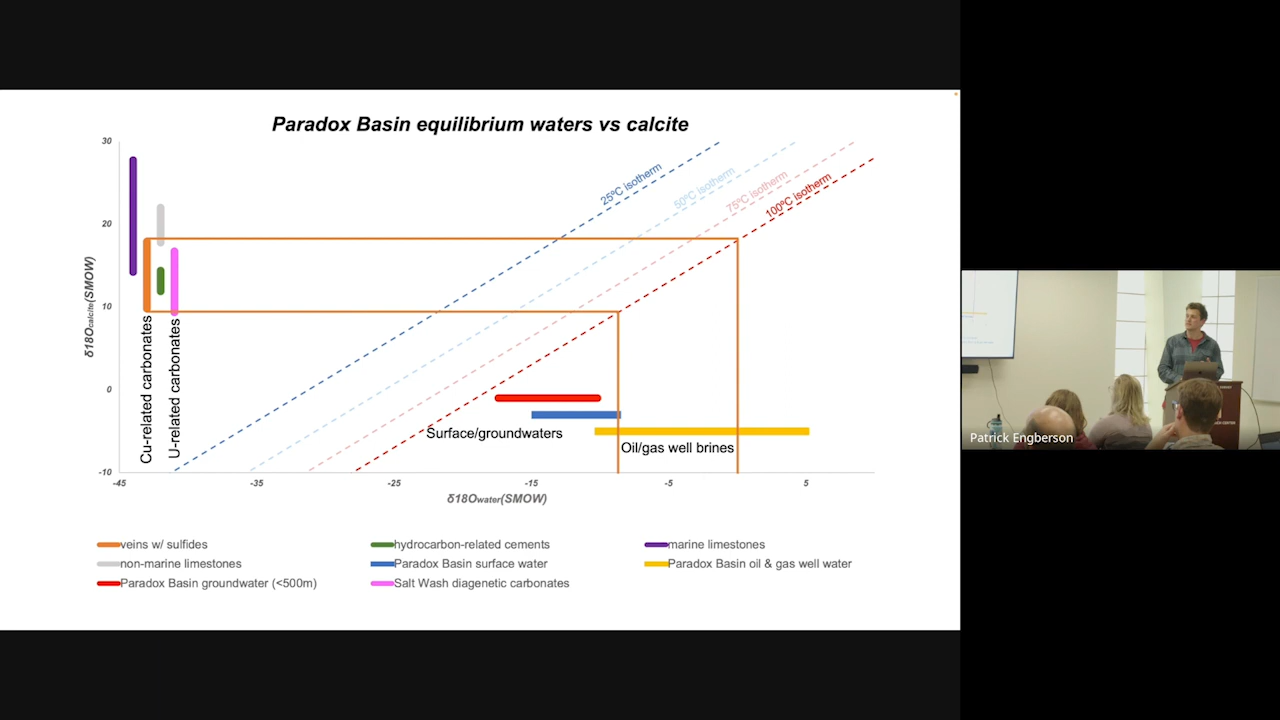 Paradox Basin equilibrium waters vs calcite
30
20
10
0
-10
δ18Ocalcite(SMOW)
25ºC isotherm
50ºC isotherm
75ºC isotherm
100ºC isotherm
Cu-related carbonates
U-related carbonates
Surface/groundwaters
Oil/gas well brines
-45
-35
-25
-15
-5
5
δ18Owater(SMOW)
veins w/ sulfides
hydrocarbon-related cements
marine limestones
non-marine limestones
Paradox Basin surface water
Paradox Basin oil & gas well water
Paradox Basin groundwater (<500m)
Salt Wash diagenetic carbonates
Patrick Engberson